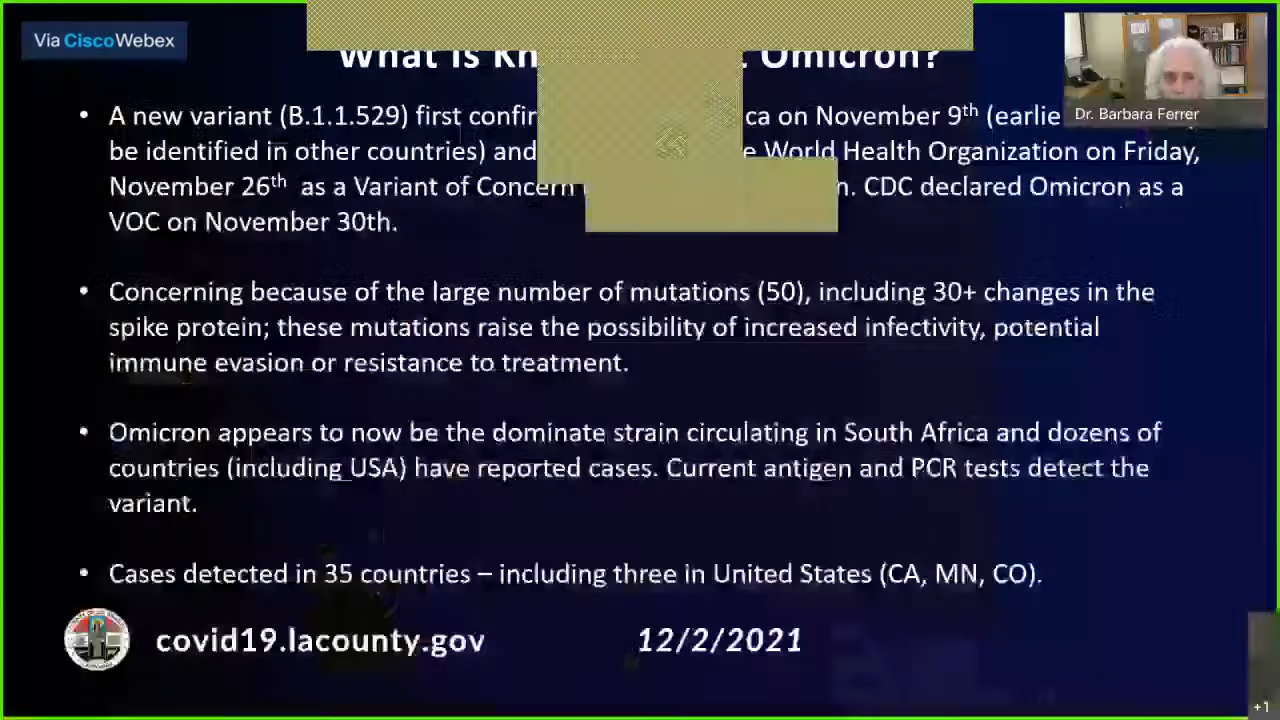 Via Cisco Webex
What is Kn Omicron?
Dr. Barbara Ferrer
• A new variant (B.1.1.529) first confir ca on November 9th (earlie
be identified in other countries) and e World Health Organization on Friday,
November 26th as a Variant of Concern n. CDC declared Omicron as a
VOC on November 30th.
• Concerning because of the large number of mutations (50), including 30+ changes in the
spike protein; these mutations raise the possibility of increased infectivity, potential
immune evasion or resistance to treatment.
• Omicron appears to now be the dominate strain circulating in South Africa and dozens of
countries (including USA) have reported cases. Current antigen and PCR tests detect the
variant.
• Cases detected in 35 countries – including three in United States (CA, MN, CO).
covid19.lacounty.gov 12/2/2021
+1